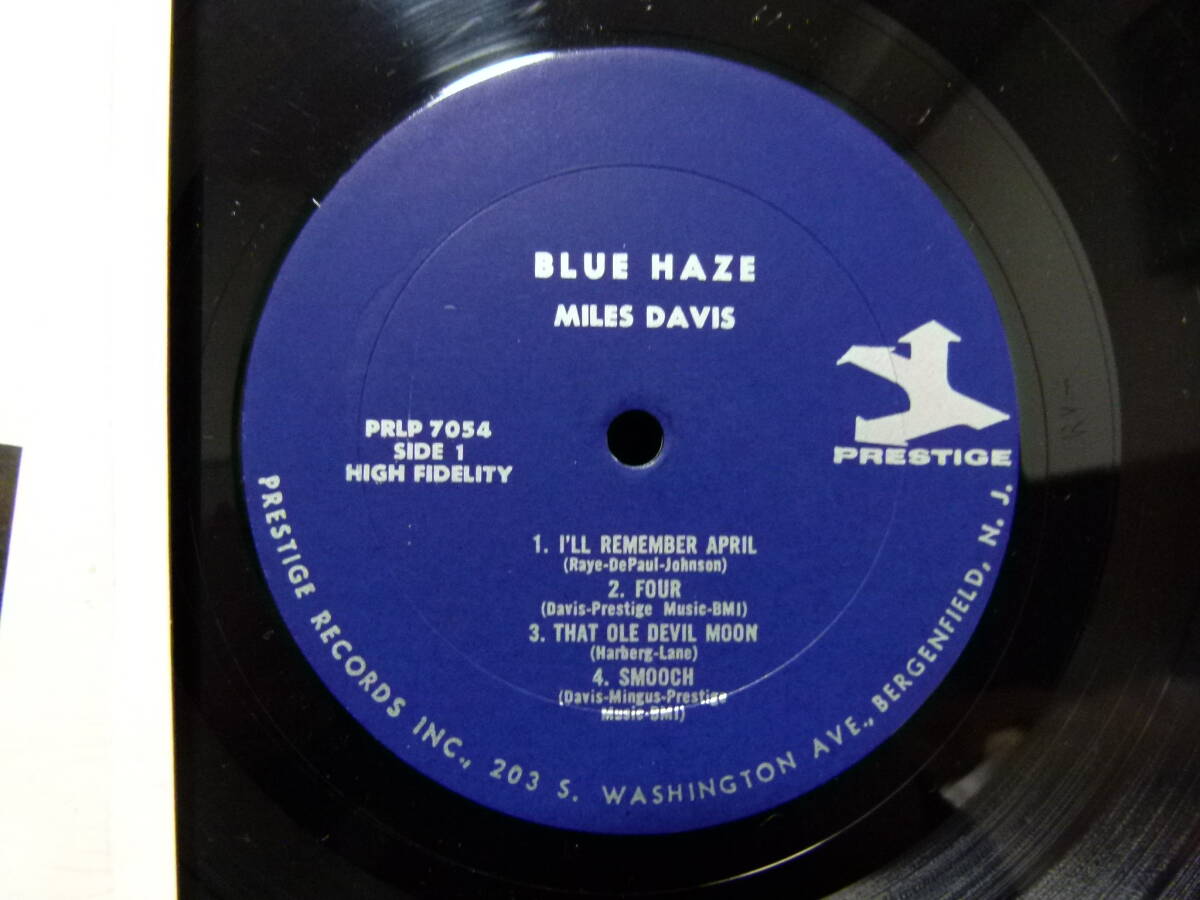 BLUE HAZE
MILES DAVIS
PRLP 7054
SIDE 1
HIGH FIDELITY
PRESTIGE
1. I'LL REMEMBER APRIL
(Raye-DePaul-Johnson)
2. FOUR
(Davis-Prestige Music-BMI)
3. THAT OLE DEVIL MOON
(Harberg-Lane)
4. SMOOCH
(Davis-Mingus-Prestige
Music-BMI)
PRESTIGE RECORDS INC., 203 S. WASHINGTON AVE., BERGENFIELD, N. J.